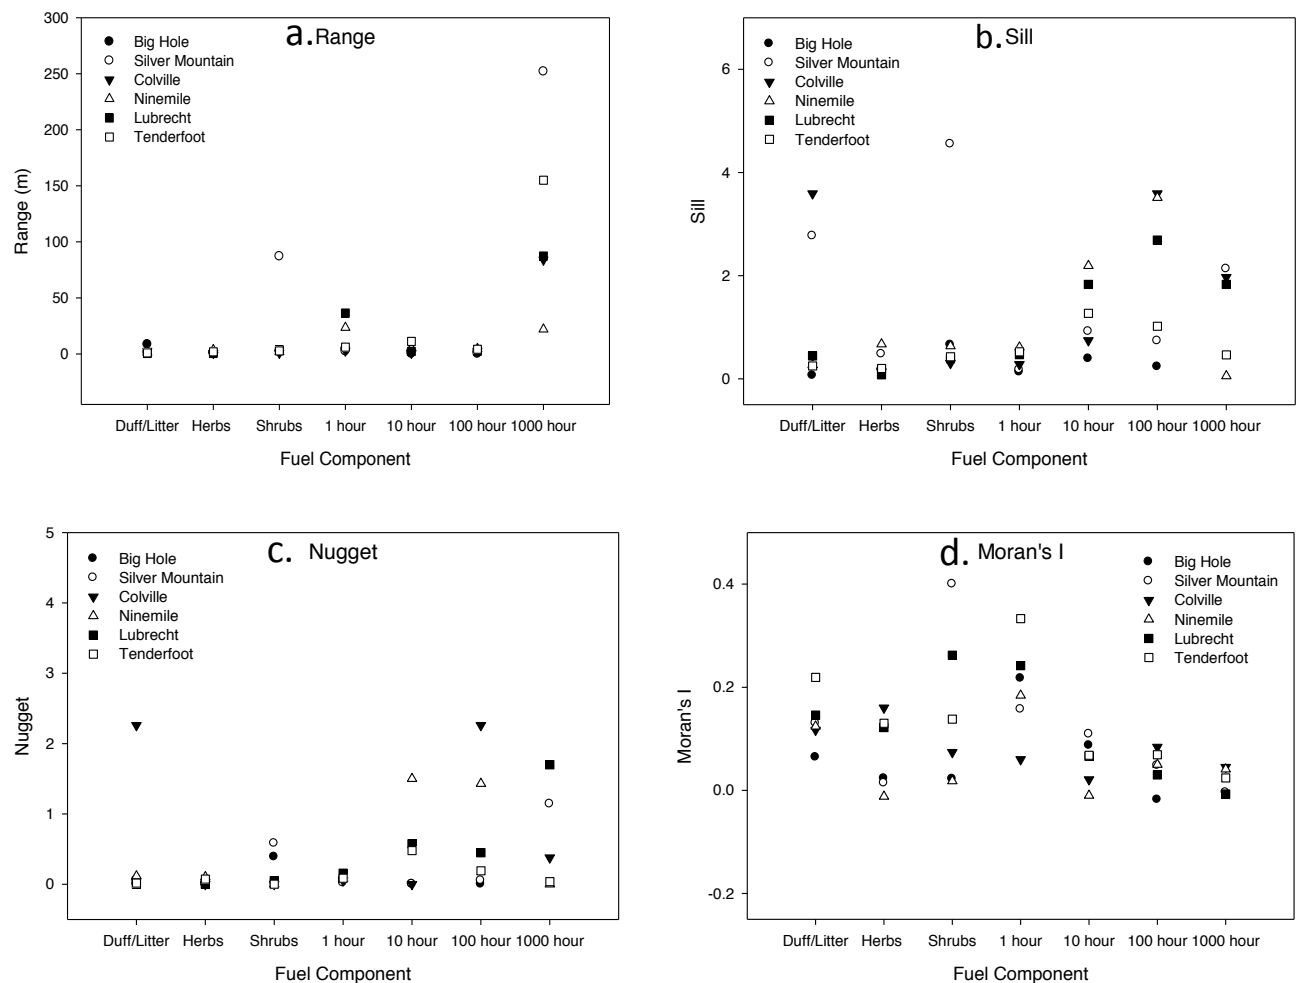 a. Range
300
250
200
150
100
50
0
Range (m)
Big Hole
Silver Mountain
Colville
Ninemile
Lubrecht
Tenderfoot
Duff/Litter Herbs Shrubs 1 hour 10 hour 100 hour 1000 hour
Fuel Component
b. Sill
6
4
2
0
Sill
Big Hole
Silver Mountain
Colville
Ninemile
Lubrecht
Tenderfoot
Duff/Litter Herbs Shrubs 1 hour 10 hour 100 hour 1000 hour
Fuel Component
c. Nugget
5
4
3
2
1
0
Nugget
Big Hole
Silver Mountain
Colville
Ninemile
Lubrecht
Tenderfoot
Duff/Litter Herbs Shrubs 1 hour 10 hour 100 hour 1000 hour
Fuel Component
d. Moran's I
0.4
0.2
0.0
-0.2
Moran's I
Big Hole
Silver Mountain
Colville
Ninemile
Lubrecht
Tenderfoot
Duff/Litter Herbs Shrubs 1 hour 10 hour 100 hour 1000 hour
Fuel Component